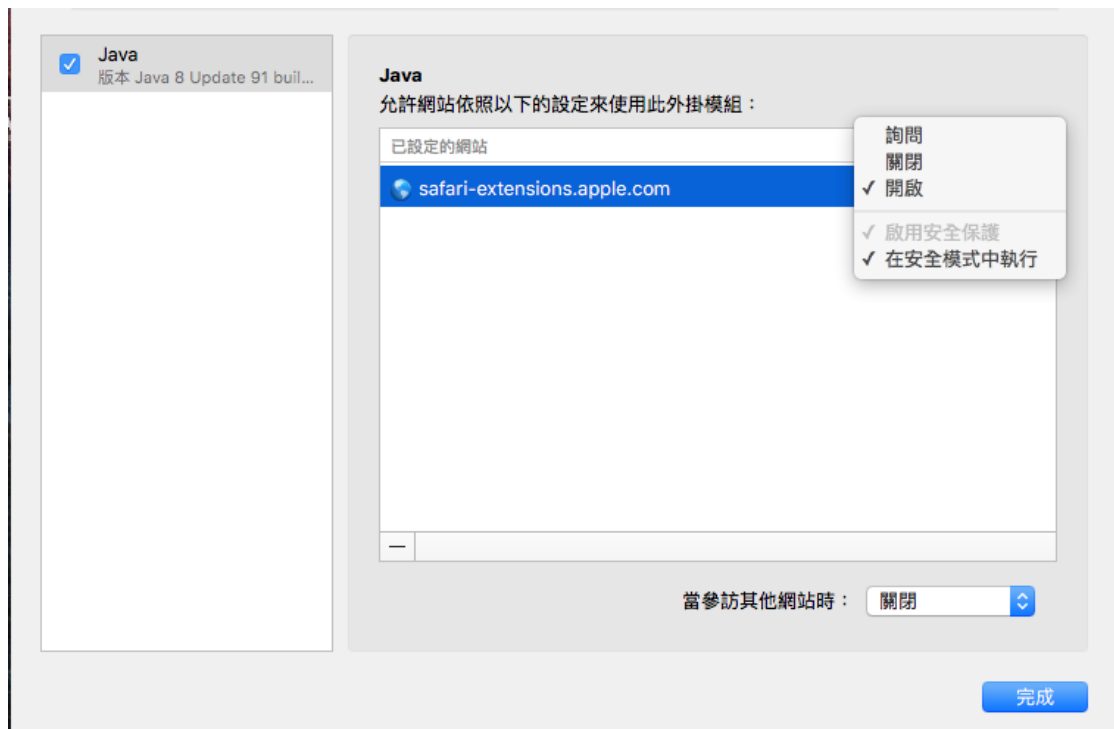 Java
版本 Java 8 Update 91 buil...
Java
允許網站依照以下的設定來使用此外掛模組：
已設定的網站
safari-extensions.apple.com
詢問
關閉
✓ 開啟
✓ 啟用安全保護
✓ 在安全模式中執行
當參訪其他網站時： 關閉
完成